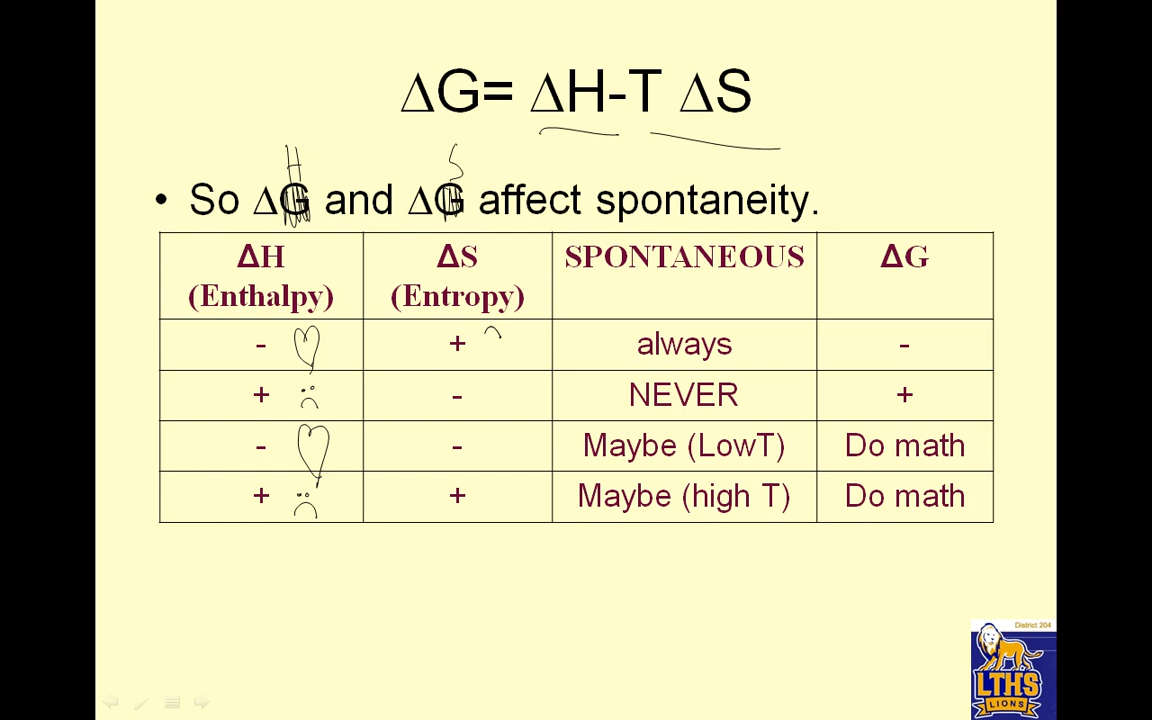 ΔG= ΔH-T ΔS
H S
• So ΔG and ΔG affect spontaneity.
ΔH ΔS SPONTANEOUS ΔG
(Enthalpy) (Entropy)
- + always -
+ - NEVER +
- - Maybe (LowT) Do math
+ + Maybe (high T) Do math
District 204
LTHS
LIONS